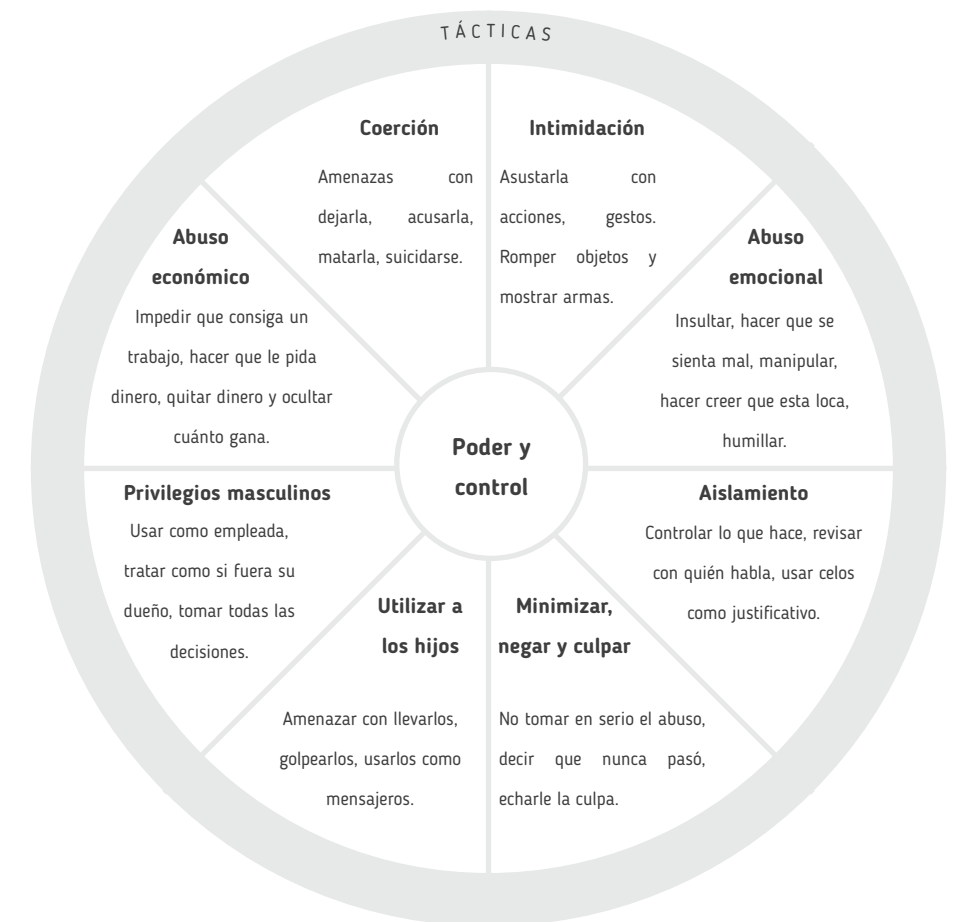 TÁCTICAS
Coerción
Amenazas con
dejarla, acusarla,
matarla, suicidarse.
Intimidación
Asustarla con
acciones, gestos.
Romper objetos y
mostrar armas.
Abuso
emocional
Insultar, hacer que se
sienta mal, manipular,
hacer creer que esta loca,
humillar.
Aislamiento
Controlar lo que hace, revisar
con quién habla, usar celos
como justificativo.
Minimizar,
negar y culpar
No tomar en serio el abuso,
decir que nunca pasó,
echarle la culpa.
Utilizar a
los hijos
Amenazar con llevarlos,
golpearlos, usarlos como
mensajeros.
Privilegios masculinos
Usar como empleada,
tratar como si fuera su
dueño, tomar todas las
decisiones.
Abuso
económico
Impedir que consiga un
trabajo, hacer que le pida
dinero, quitar dinero y ocultar
cuánto gana.
Poder y
control